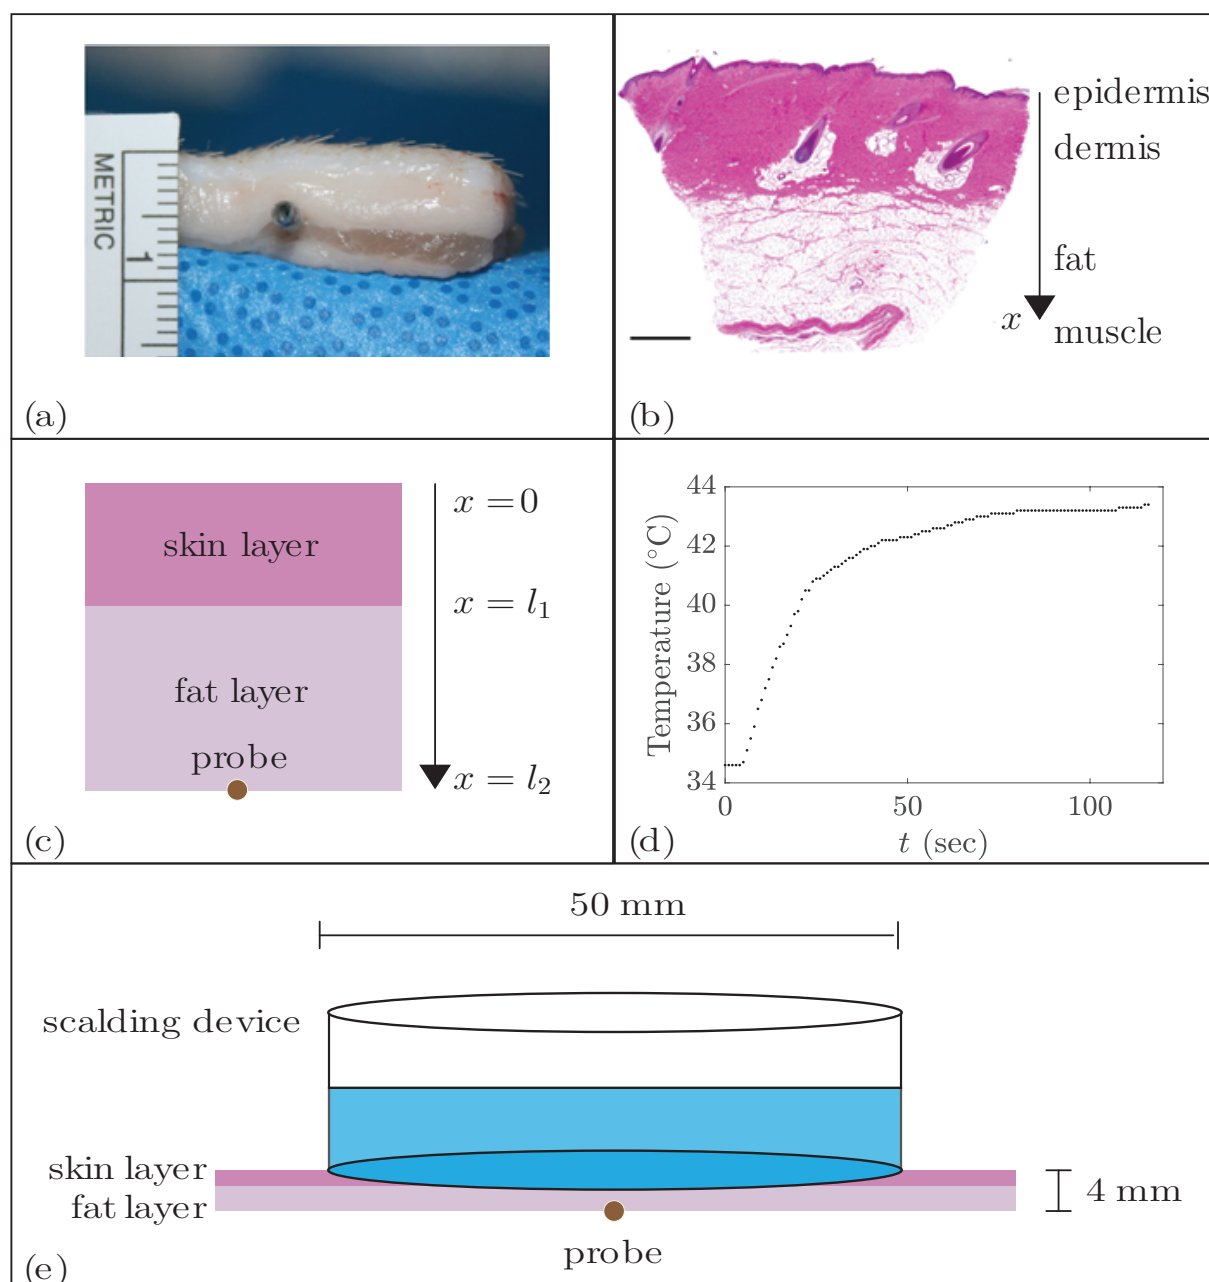 METRIC
1
(a)
epidermis
dermis
fat
x
muscle
(b)
skin layer
fat layer
probe
x = 0
x = l₁
x = l₂
(c)
Temperature (°C)
44
42
40
38
36
34
0 50 100
t (sec)
(d)
50 mm
scalding device
skin layer
fat layer
4 mm
probe
(e)